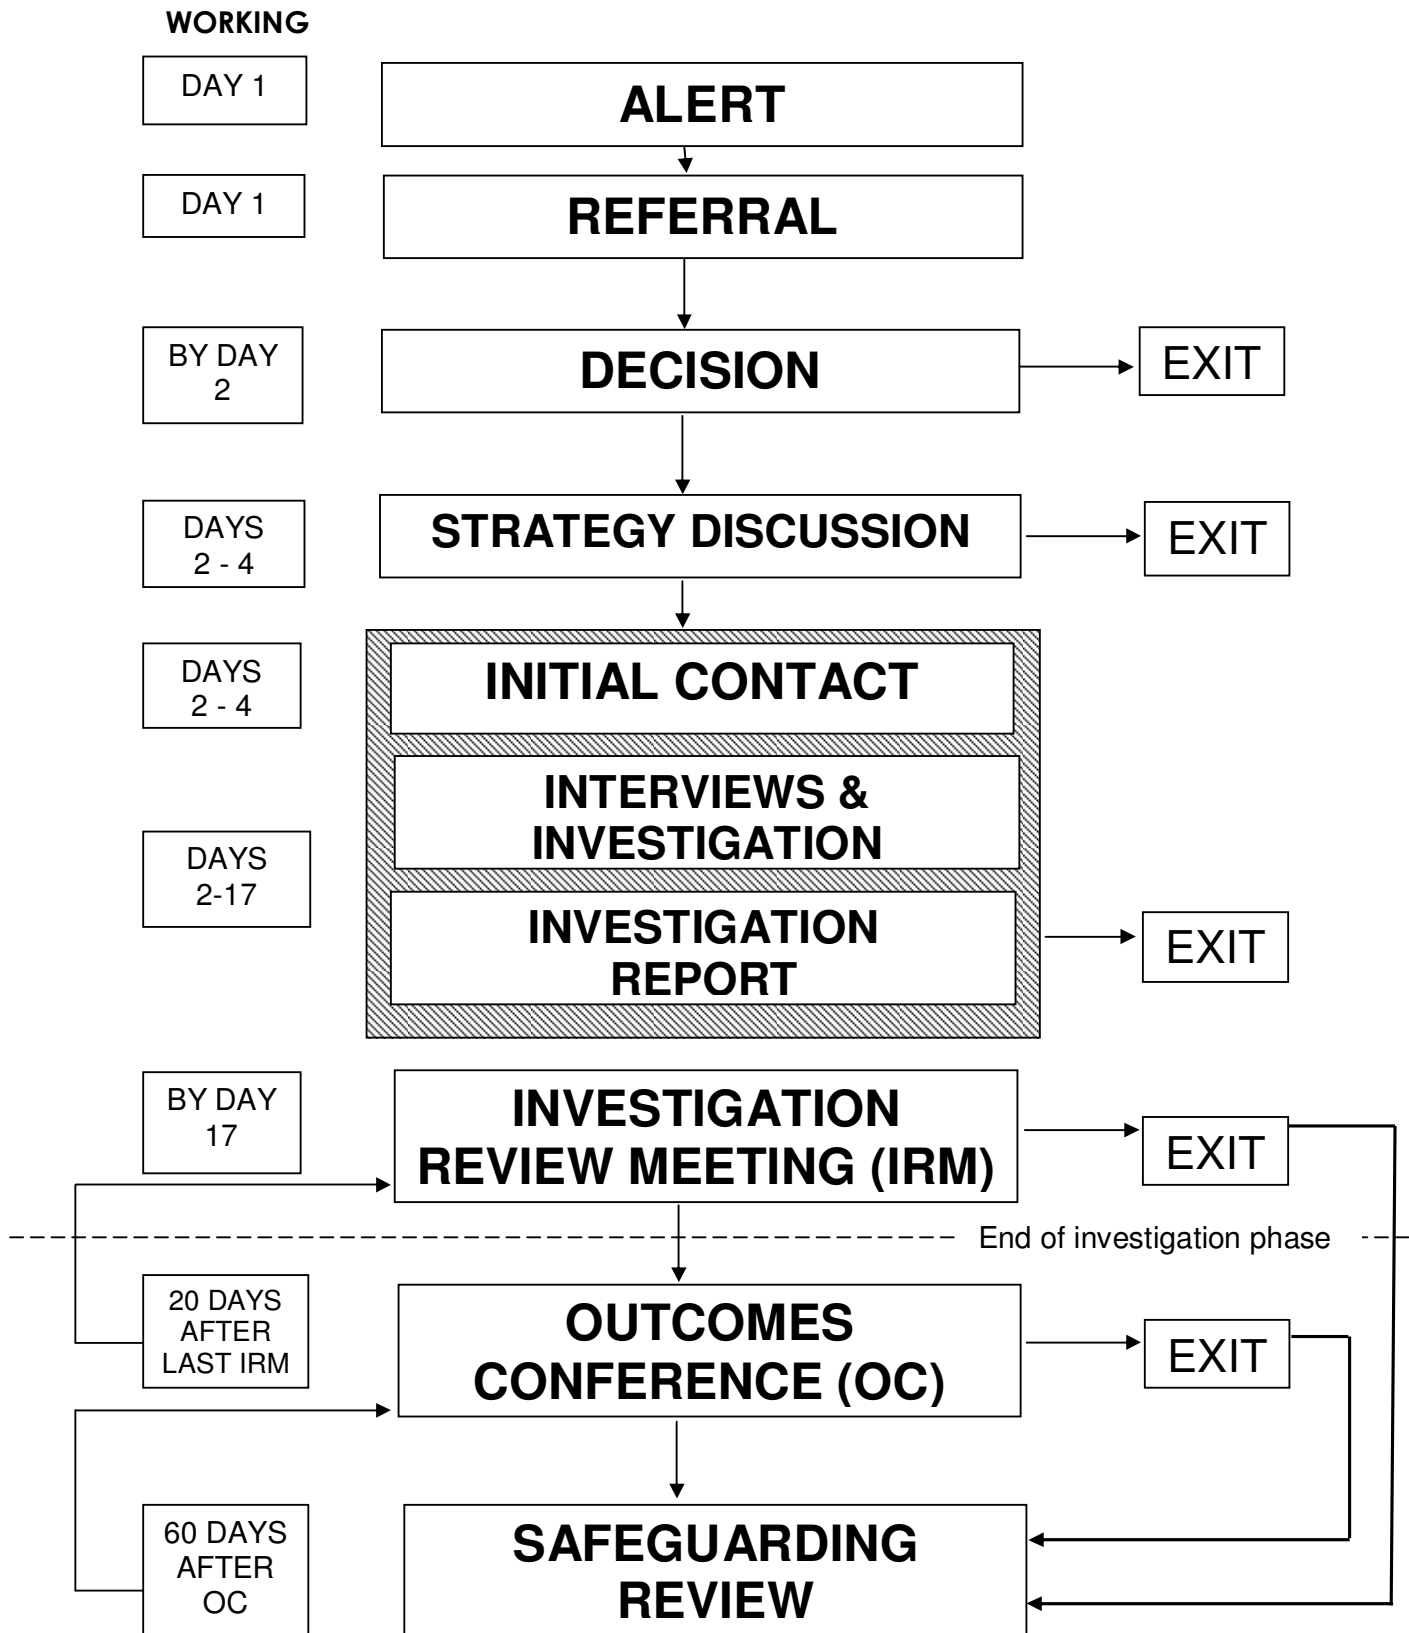 WORKING
DAY 1
ALERT
DAY 1
REFERRAL
BY DAY
2
DECISION
EXIT
DAYS
2 - 4
STRATEGY DISCUSSION
EXIT
DAYS
2 - 4
INITIAL CONTACT
INTERVIEWS &
INVESTIGATION
DAYS
2-17
INVESTIGATION
REPORT
EXIT
BY DAY
17
INVESTIGATION
REVIEW MEETING (IRM)
EXIT
End of investigation phase
20 DAYS
AFTER
LAST IRM
OUTCOMES
CONFERENCE (OC)
EXIT
60 DAYS
AFTER
OC
SAFEGUARDING
REVIEW